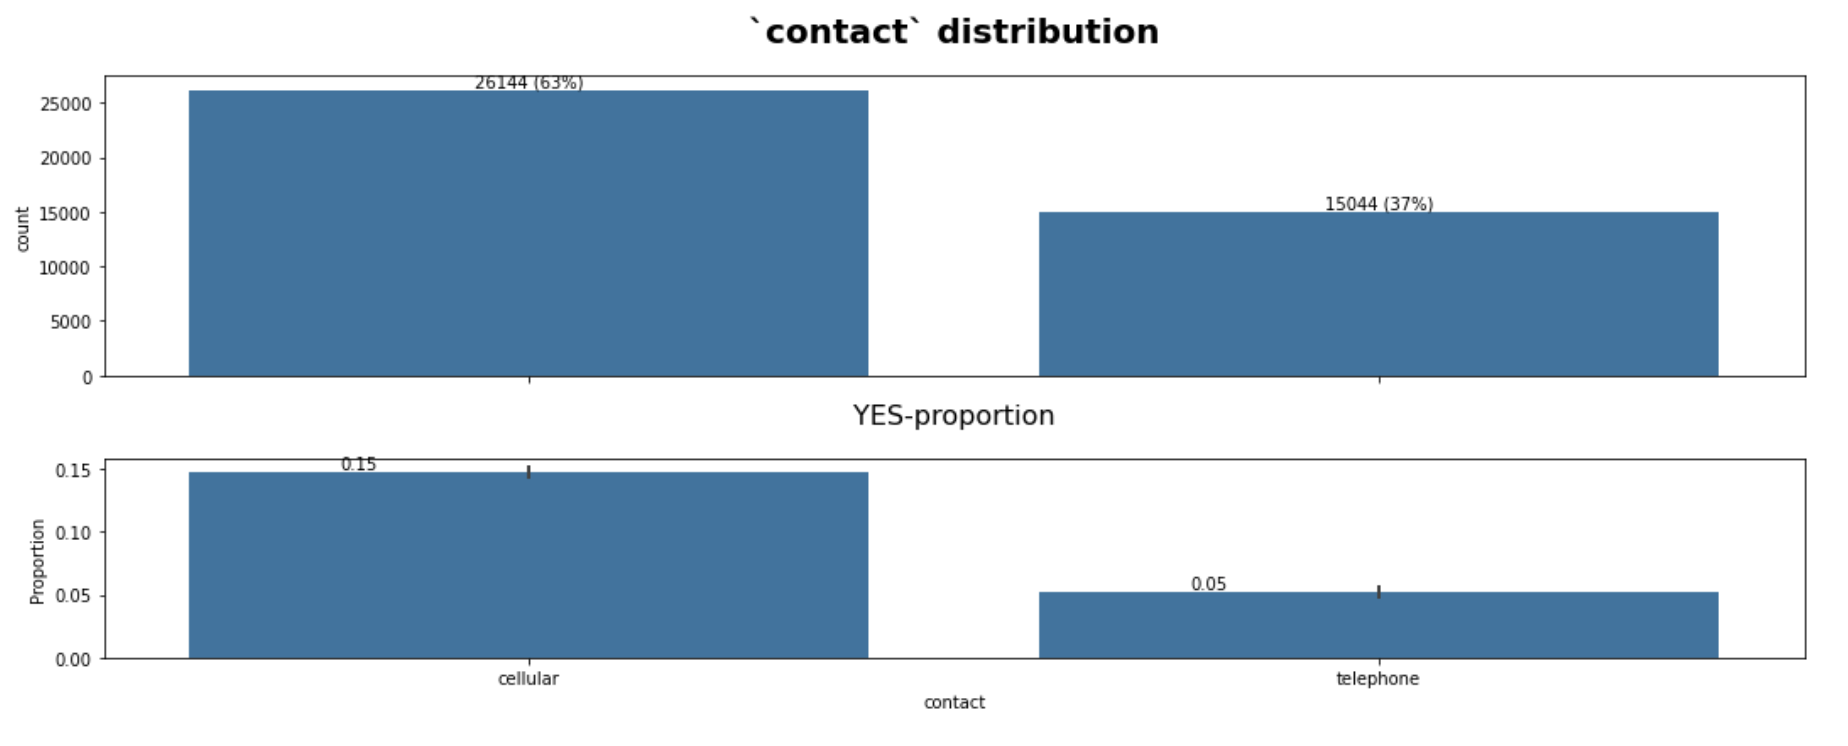 `contact` distribution
26144 (63%)
15044 (37%)
25000
20000
15000
10000
5000
0
count
YES-proportion
0.15
0.05
0.15
0.10
0.05
0.00
Proportion
cellular
telephone
contact